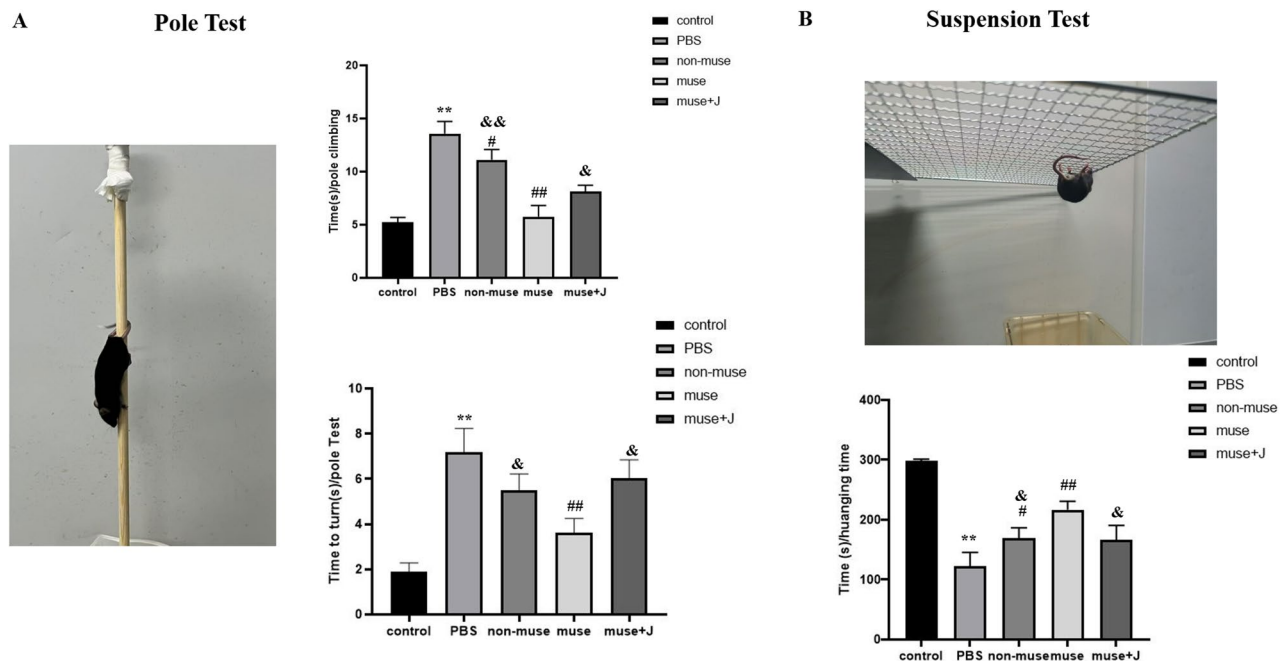 A
Pole Test
control
PBS
non-muse
muse
muse+J
Time(s)/pole climbing
20
15
10
5
0
**
&&
#
##
&
control PBS non-muse muse muse+J
control
PBS
non-muse
muse
muse+J
Time to turn(s)/pole Test
10
8
6
4
2
0
**
&
##
&
control PBS non-muse muse muse+J
B
Suspension Test
control
PBS
non-muse
muse
muse+J
Time (s)/huanging time
400
300
200
100
0
**
&
#
##
&
control PBS non-musemuse muse+J